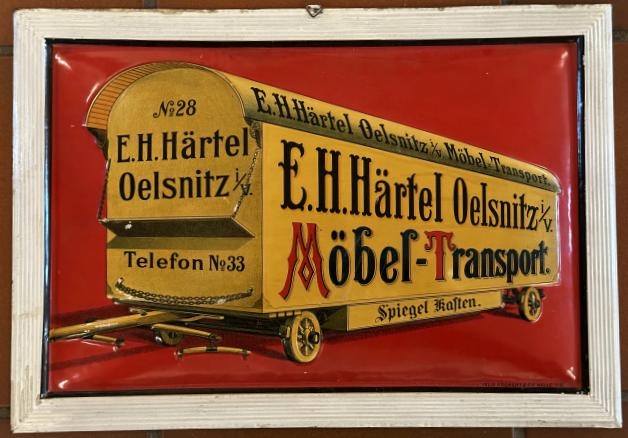 №28
E.H.Härtel
Oelsnitz i/V.
Telefon №33
E.H.Härtel Oelsnitz i/V. Möbel-Transport.
E.H.Härtel Oelsnitz i/V.
Möbel-Transport.
Spiegel Kasten.